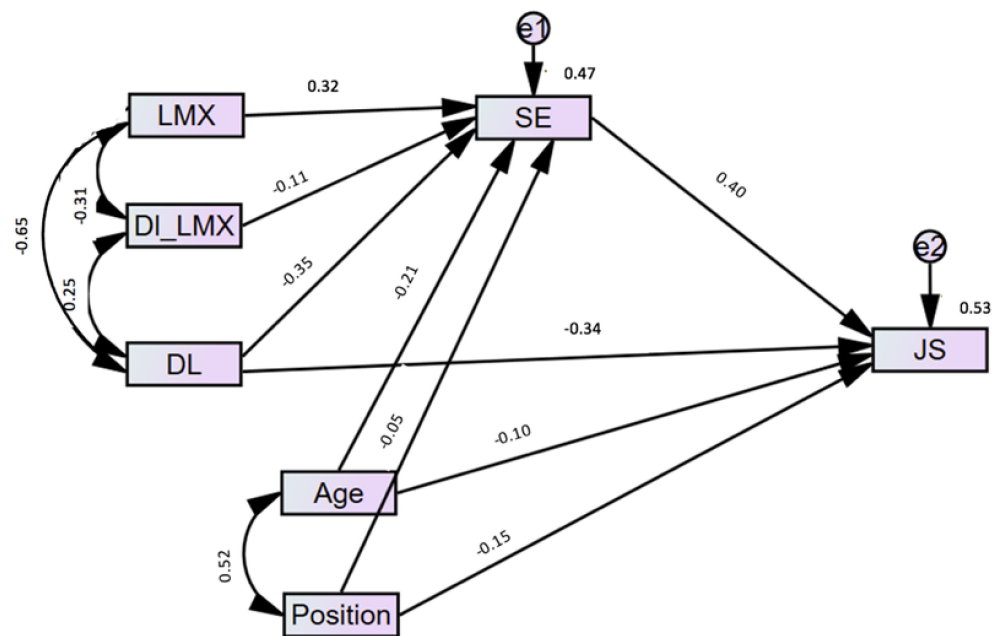 e1
0.47
0.32
LMX
SE
-0.11
0.40
-0.31
-0.65
DI_LMX
e2
-0.35
-0.21
0.25
0.53
-0.34
DL
JS
-0.05
-0.10
Age
0.52
-0.15
Position